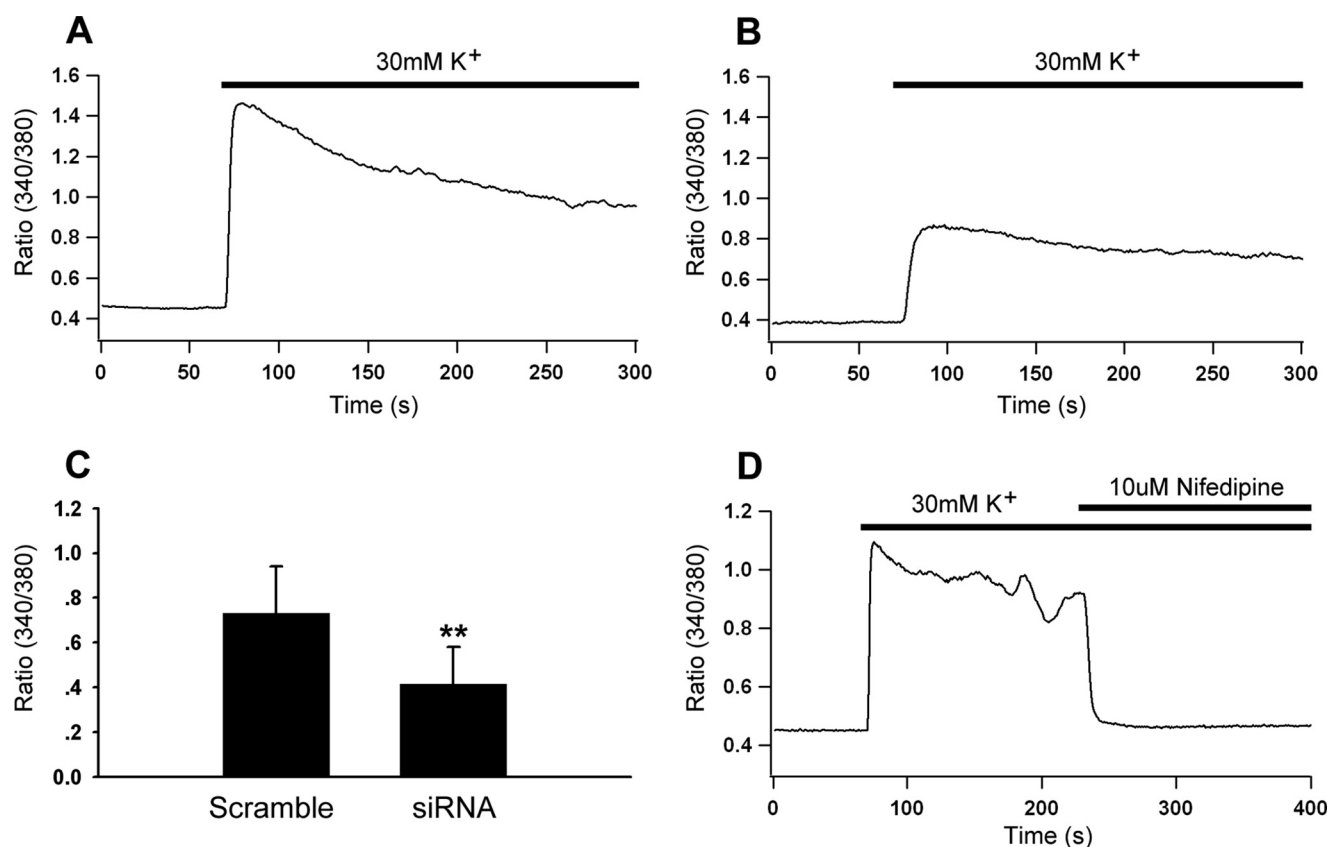 A
30mM K+
Ratio (340/380)
1.6
1.4
1.2
1.0
0.8
0.6
0.4
0 50 100 150 200 250 300
Time (s)
B
30mM K+
Ratio (340/380)
1.6
1.4
1.2
1.0
0.8
0.6
0.4
0 50 100 150 200 250 300
Time (s)
C
Ratio (340/380)
1.2
1.0
.8
.6
.4
.2
0.0
**
Scramble siRNA
D
10uM Nifedipine
30mM K+
Ratio (340/380)
1.2
1.0
0.8
0.6
0.4
0 100 200 300 400
Time (s)